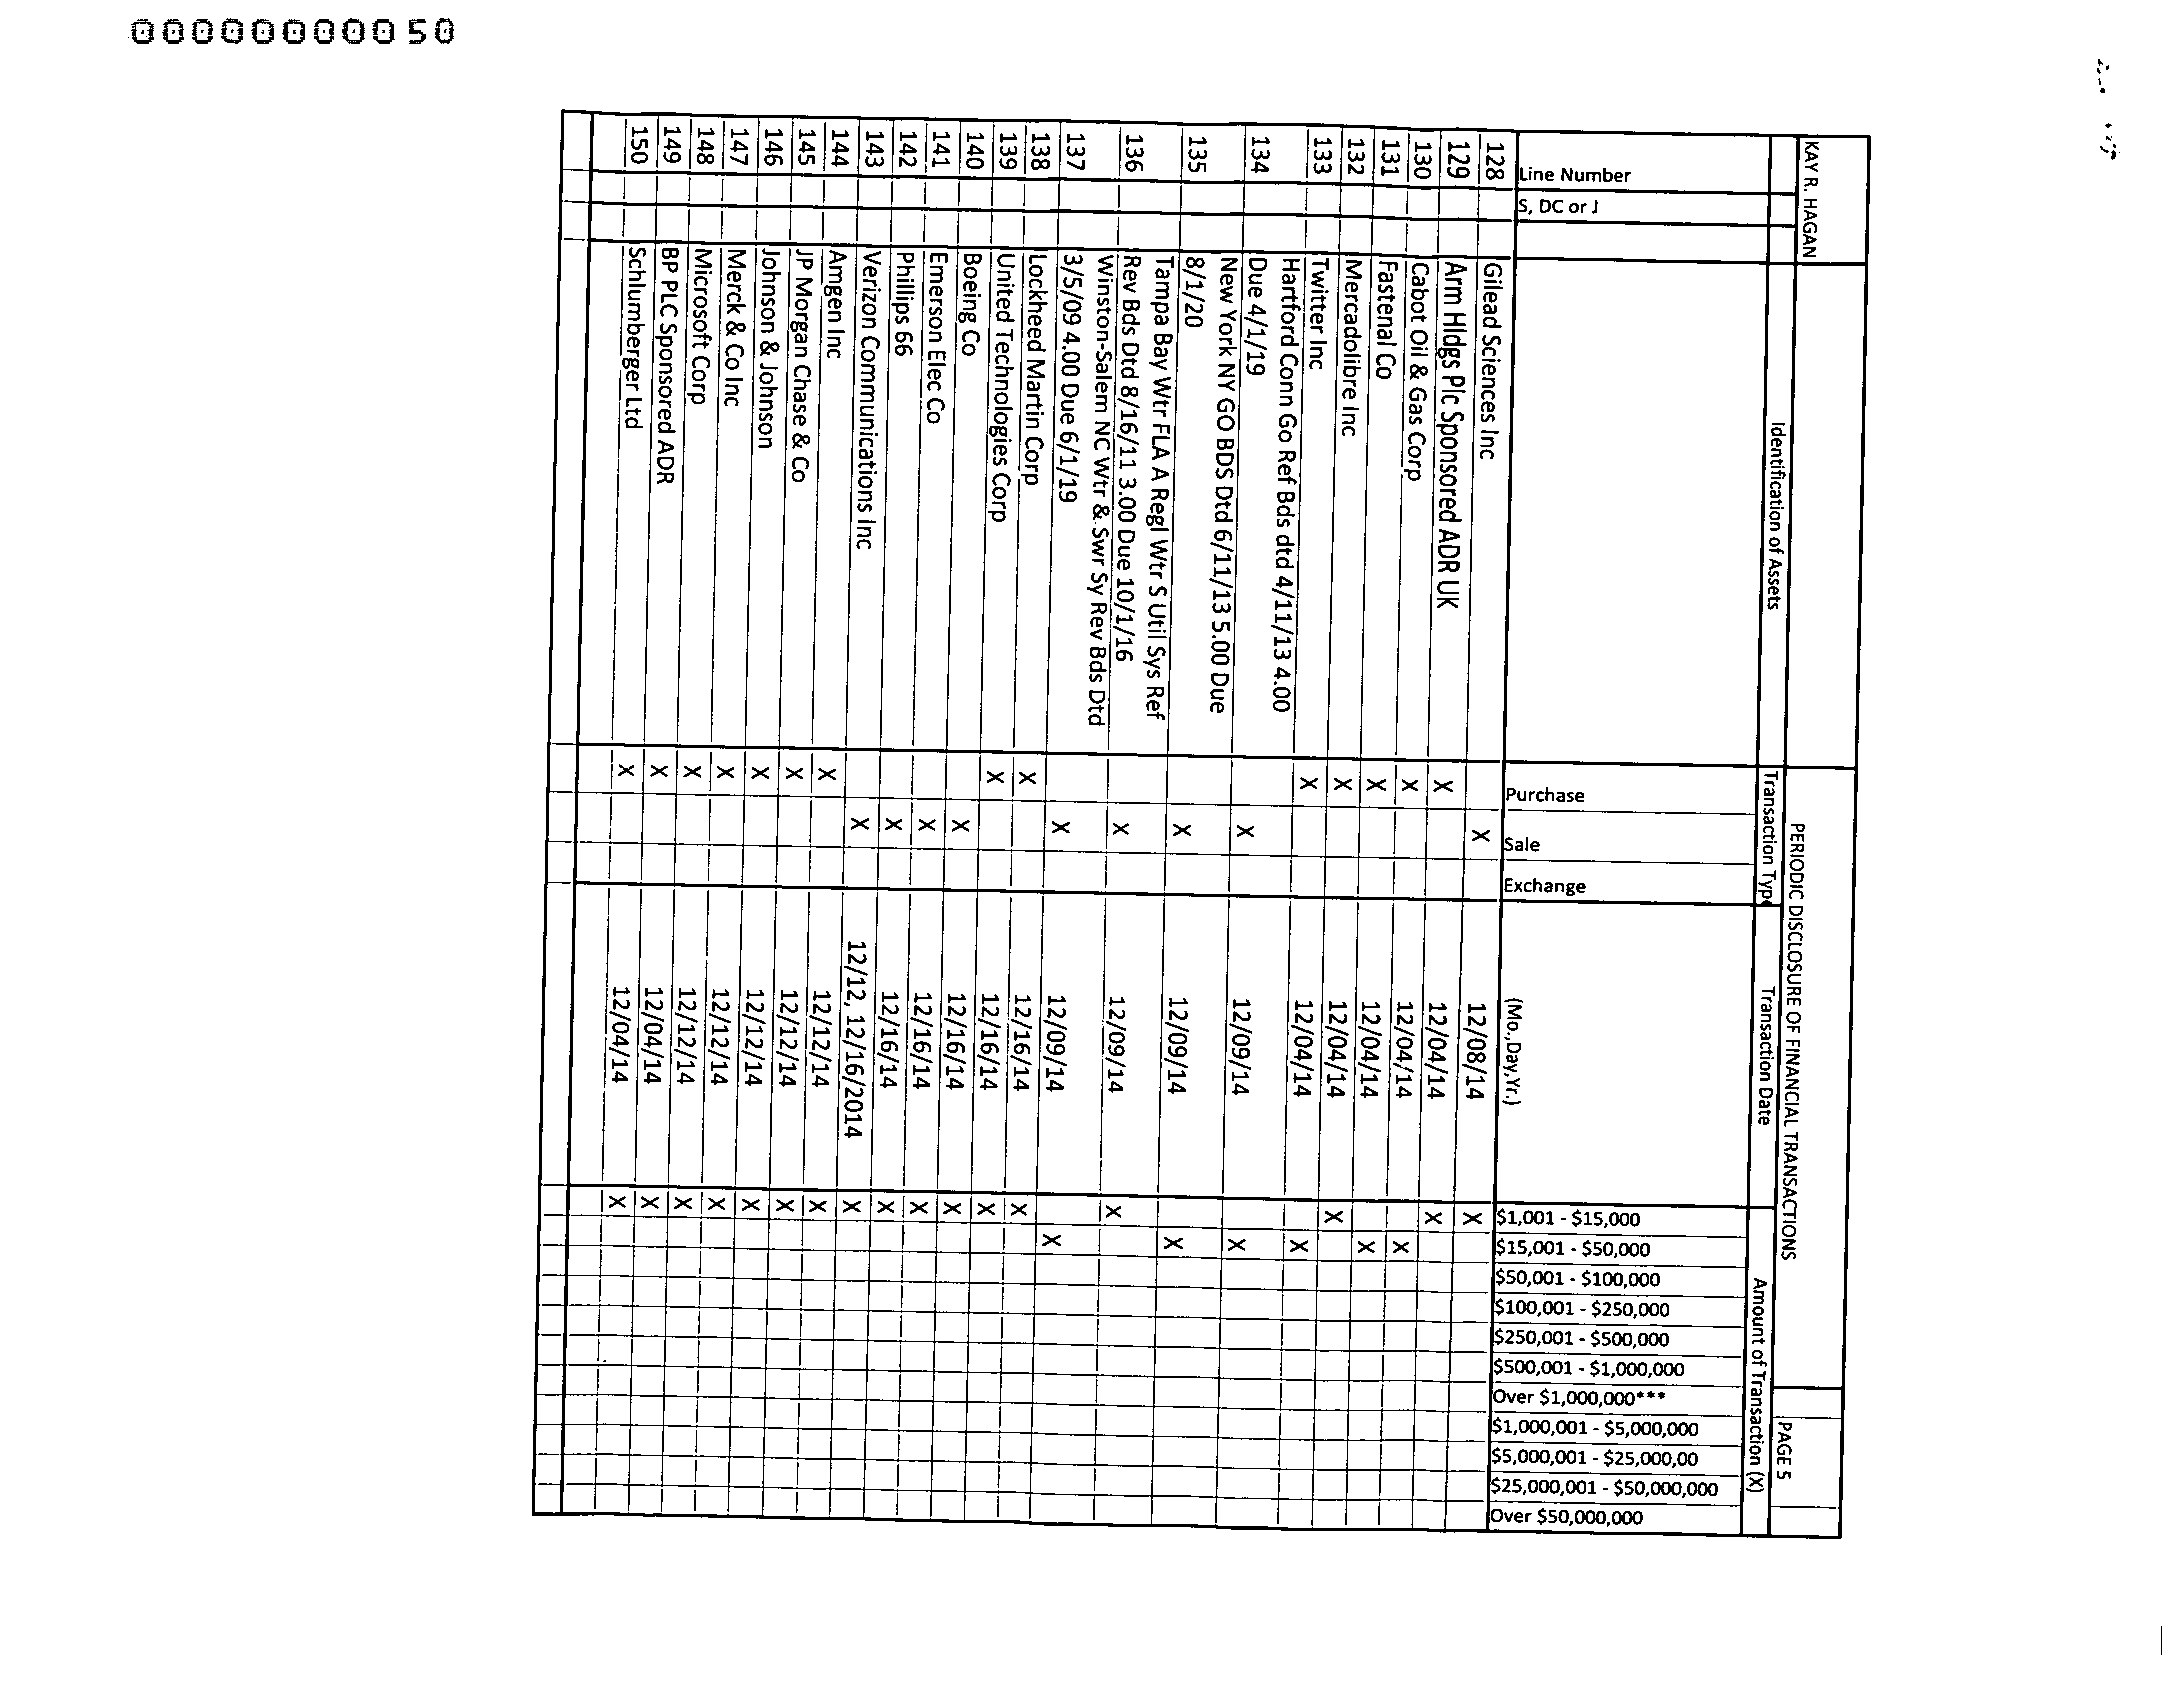 00000000050
KAY R. HAGAN
PERIODIC DISCLOSURE OF FINANCIAL TRANSACTIONS
PAGE 5
Identification of Assets
Transaction Type
Transaction Date
Amount of Transaction (X)
Line Number
S, DC or J
Purchase
Sale
Exchange
(Mo.,Day,Yr.)
$1,001 - $15,000
$15,001 - $50,000
$50,001 - $100,000
$100,001 - $250,000
$250,001 - $500,000
$500,001 - $1,000,000
Over $1,000,000***
$1,000,001 - $5,000,000
$5,000,001 - $25,000,00
$25,000,001 - $50,000,000
Over $50,000,000
128 Gilead Sciences Inc X 12/08/14 X
129 Arm Hldgs Plc Sponsored ADR UK X 12/04/14 X
130 Cabot Oil & Gas Corp X 12/04/14 X
131 Fastenal Co X 12/04/14 X
132 Mercadolibre Inc X 12/04/14 X
133 Twitter Inc X 12/04/14 X
Hartford Conn Go Ref Bds dtd 4/11/13 4.00
134 Due 4/1/19 X 12/09/14 X
New York NY GO BDS Dtd 6/11/13 5.00 Due
135 8/1/20 X 12/09/14 X
Tampa Bay Wtr FLA A Regl Wtr S Util Sys Ref
136 Rev Bds Dtd 8/16/11 3.00 Due 10/1/16 X 12/09/14 X
Winston-Salem NC Wtr & Swr Sy Rev Bds Dtd
137 3/5/09 4.00 Due 6/1/19 X 12/09/14 X
138 Lockheed Martin Corp X 12/16/14 X
139 United Technologies Corp X 12/16/14 X
140 Boeing Co X 12/16/14 X
141 Emerson Elec Co X 12/16/14 X
142 Phillips 66 X 12/16/14 X
143 Verizon Communications Inc X 12/12, 12/16/2014 X
144 Amgen Inc X 12/12/14 X
145 JP Morgan Chase & Co X 12/12/14 X
146 Johnson & Johnson X 12/12/14 X
147 Merck & Co Inc X 12/12/14 X
148 Microsoft Corp X 12/12/14 X
149 BP PLC Sponsored ADR X 12/04/14 X
150 Schlumberger Ltd X 12/04/14 X